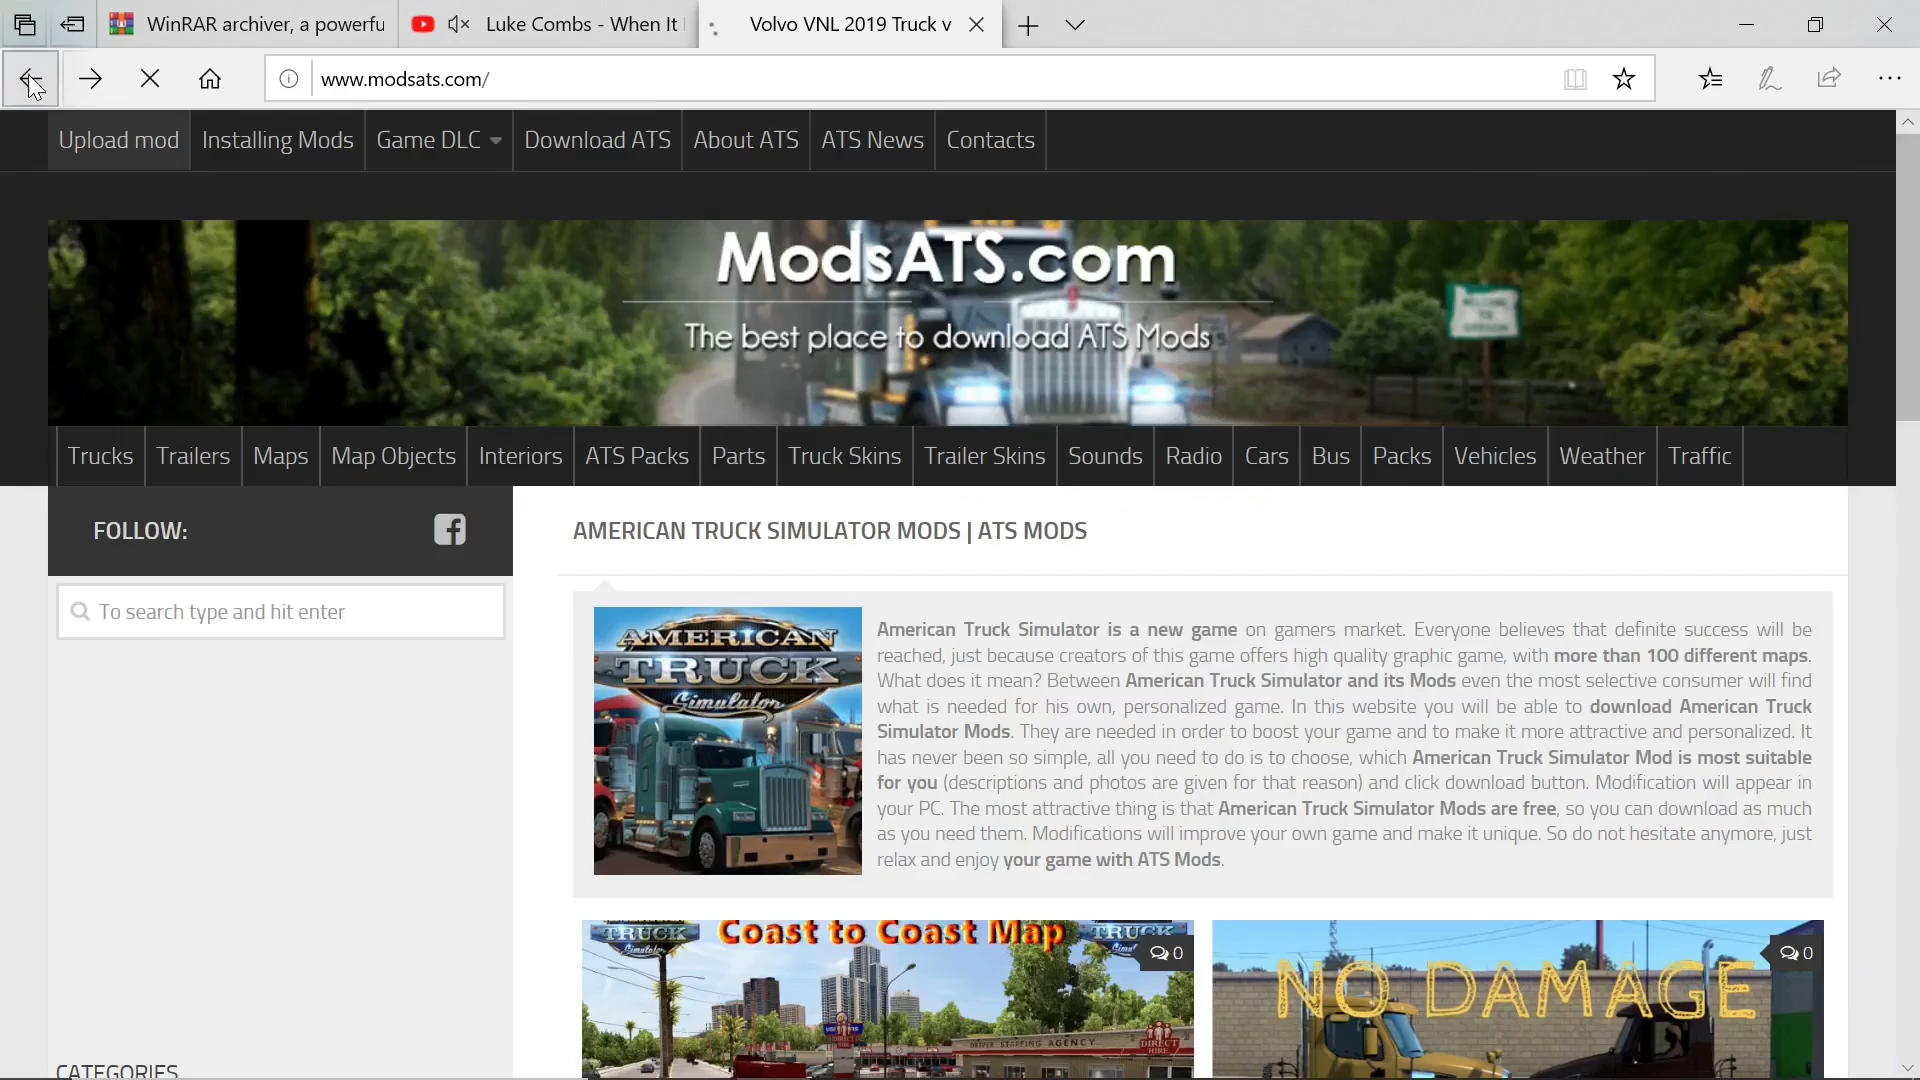 WinRAR archiver, a powerfu
Luke Combs - When It
Volvo VNL 2019 Truck v
www.modsats.com/
Upload mod
Installing Mods
Game DLC
Download ATS
About ATS
ATS News
Contacts
ModsATS.com
The best place to download ATS Mods
Trucks
Trailers
Maps
Map Objects
Interiors
ATS Packs
Parts
Truck Skins
Trailer Skins
Sounds
Radio
Cars
Bus
Packs
Vehicles
Weather
Traffic
FOLLOW:
To search type and hit enter
CATEGORIES
AMERICAN TRUCK SIMULATOR MODS | ATS MODS
AMERICAN
TRUCK
Simulator
American Truck Simulator is a new game on gamers market. Everyone believes that definite success will be
reached, just because creators of this game offers high quality graphic game, with more than 100 different maps.
What does it mean? Between American Truck Simulator and its Mods even the most selective consumer will find
what is needed for his own, personalized game. In this website you will be able to download American Truck
Simulator Mods. They are needed in order to boost your game and to make it more attractive and personalized. It
has never been so simple, all you need to do is to choose, which American Truck Simulator Mod is most suitable
for you (descriptions and photos are given for that reason) and click download button. Modification will appear in
your PC. The most attractive thing is that American Truck Simulator Mods are free, so you can download as much
as you need them. Modifications will improve your own game and make it unique. So do not hesitate anymore, just
relax and enjoy your game with ATS Mods.
TRUCK
Simulator
Coast to Coast Map
TRUCK
0
DRIVER STAFFING AGENCY
DIRECT
HIRE
NO DAMAGE
0